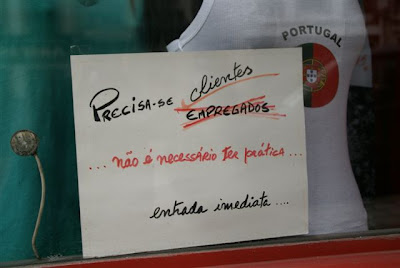 PORTUGAL
clientes
PRECISA-SE EMPREGADOS
... não é necessário ter prática ...
entrada imediata ....